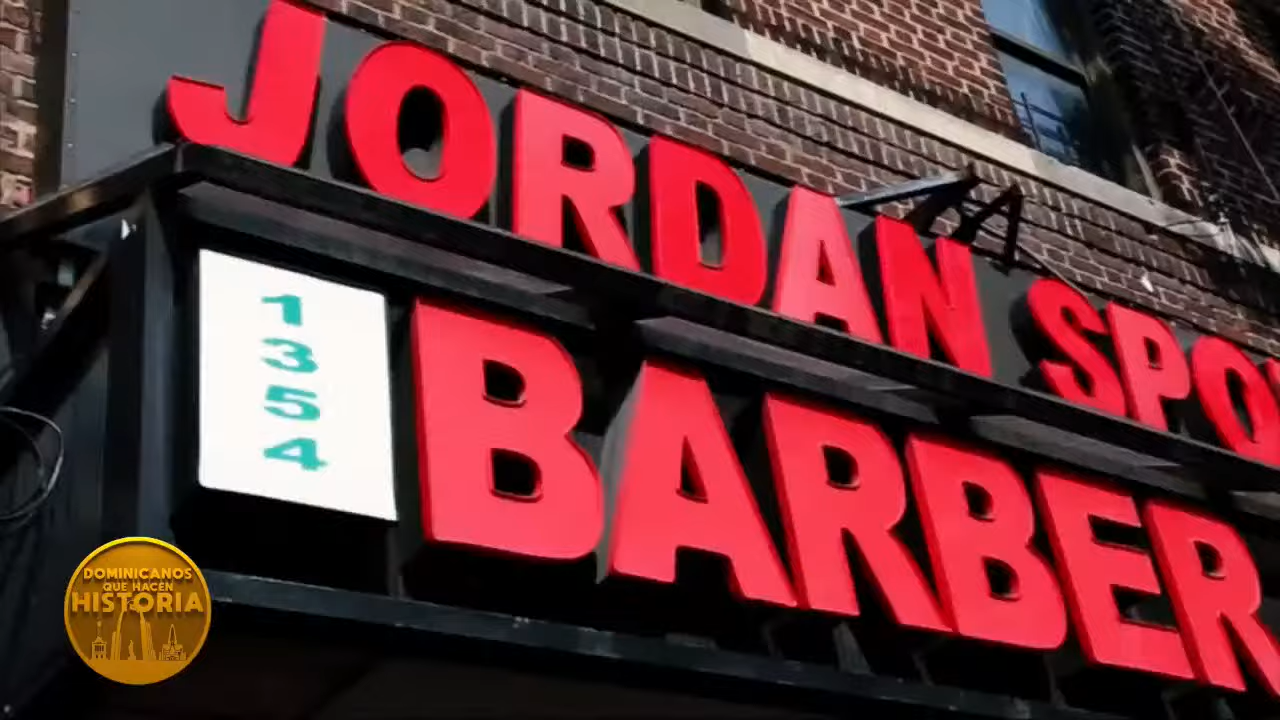 JORDAN
BARBER
1
3
5
4
DOMINICANOS
QUE HACEN
HISTORIA